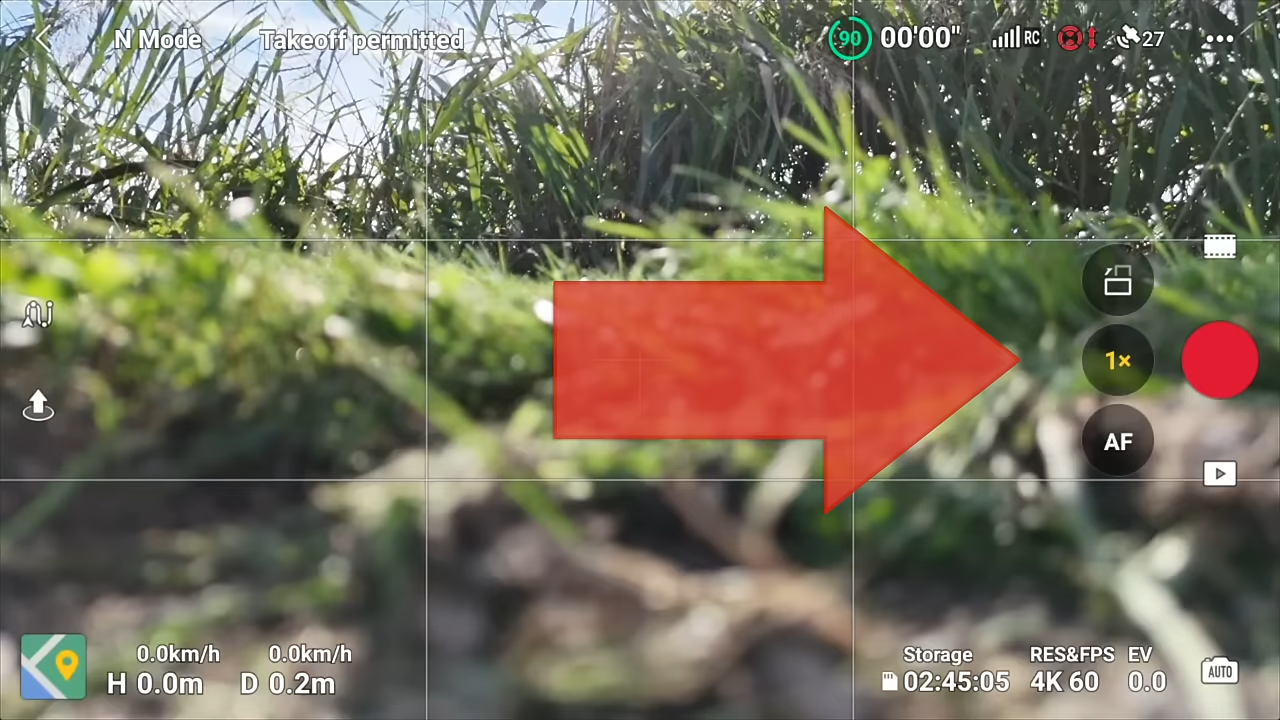 N Mode
Takeoff permitted
90
00'00"
RC
27
1×
AF
0.0km/h
0.0km/h
H 0.0m
D 0.2m
Storage
02:45:05
RES&FPS
4K 60
EV
0.0
AUTO